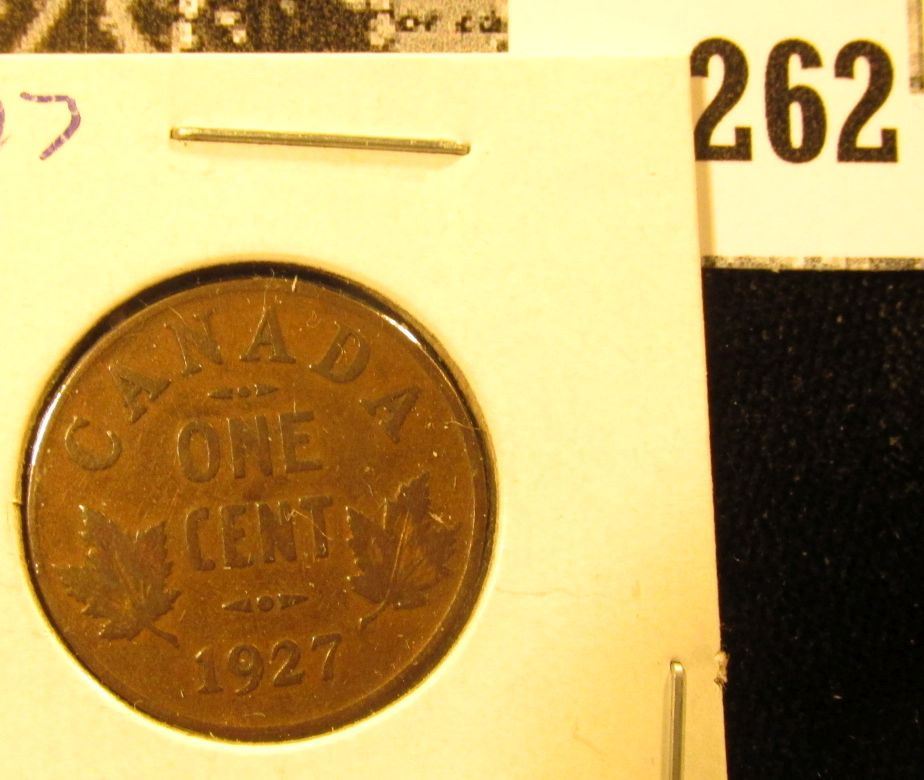 262
CANADA
ONE
CENT
1927